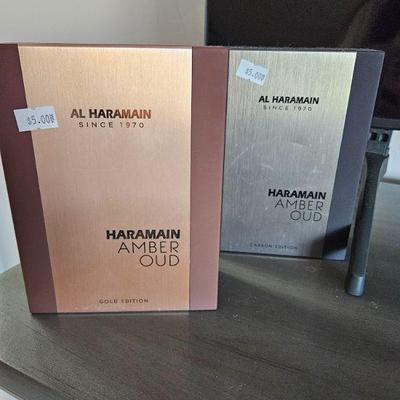 $5.00
AL HARAMAIN
SINCE 1970
HARAMAIN
AMBER
OUD
GOLD EDITION
$5.00
AL HARAMAIN
SINCE 1970
HARAMAIN
AMBER
OUD
CARBON EDITION